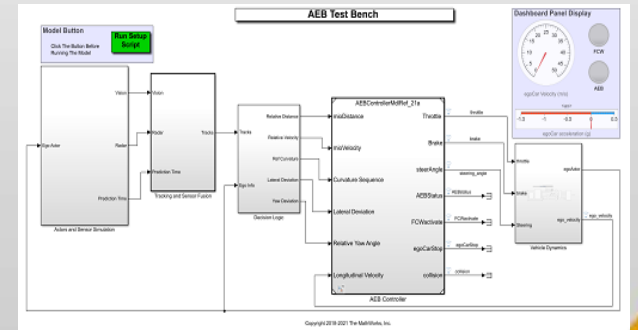 AEB Test Bench
Model Button
Click The Button Before
Running The Model
Run Setup
Script
Dashboard Panel Display
FCW
AEB
egoCar Velocity (m/s)
egoCar acceleration (g)
Ego Actor
Vision
Radar
Prediction Time
Actors and Sensor Simulation
Vision
Radar
Prediction Time
Tracks
Tracking and Sensor Fusion
Tracks
Ego Info
Relative Distance
Relative Velocity
Ref Curvature
Lateral Deviation
Yaw Deviation
Decision Logic
AEBControllerMdlRef_21a
mioDistance
mioVelocity
Curvature Sequence
Lateral Deviation
Relative Yaw Angle
Longitudinal Velocity
Throttle
Brake
steerAngle
AEBStatus
FCWactivate
egoCarStop
collision
AEB Controller
throttle
brake
steering_angle
AEBstatus
FCWactivate
egoCarStop
collision
throttle
brake
Steering
egoActor
ego_velocity
ego_velocity
Vehicle Dynamics
Copyright 2019-2021 The MathWorks, Inc.